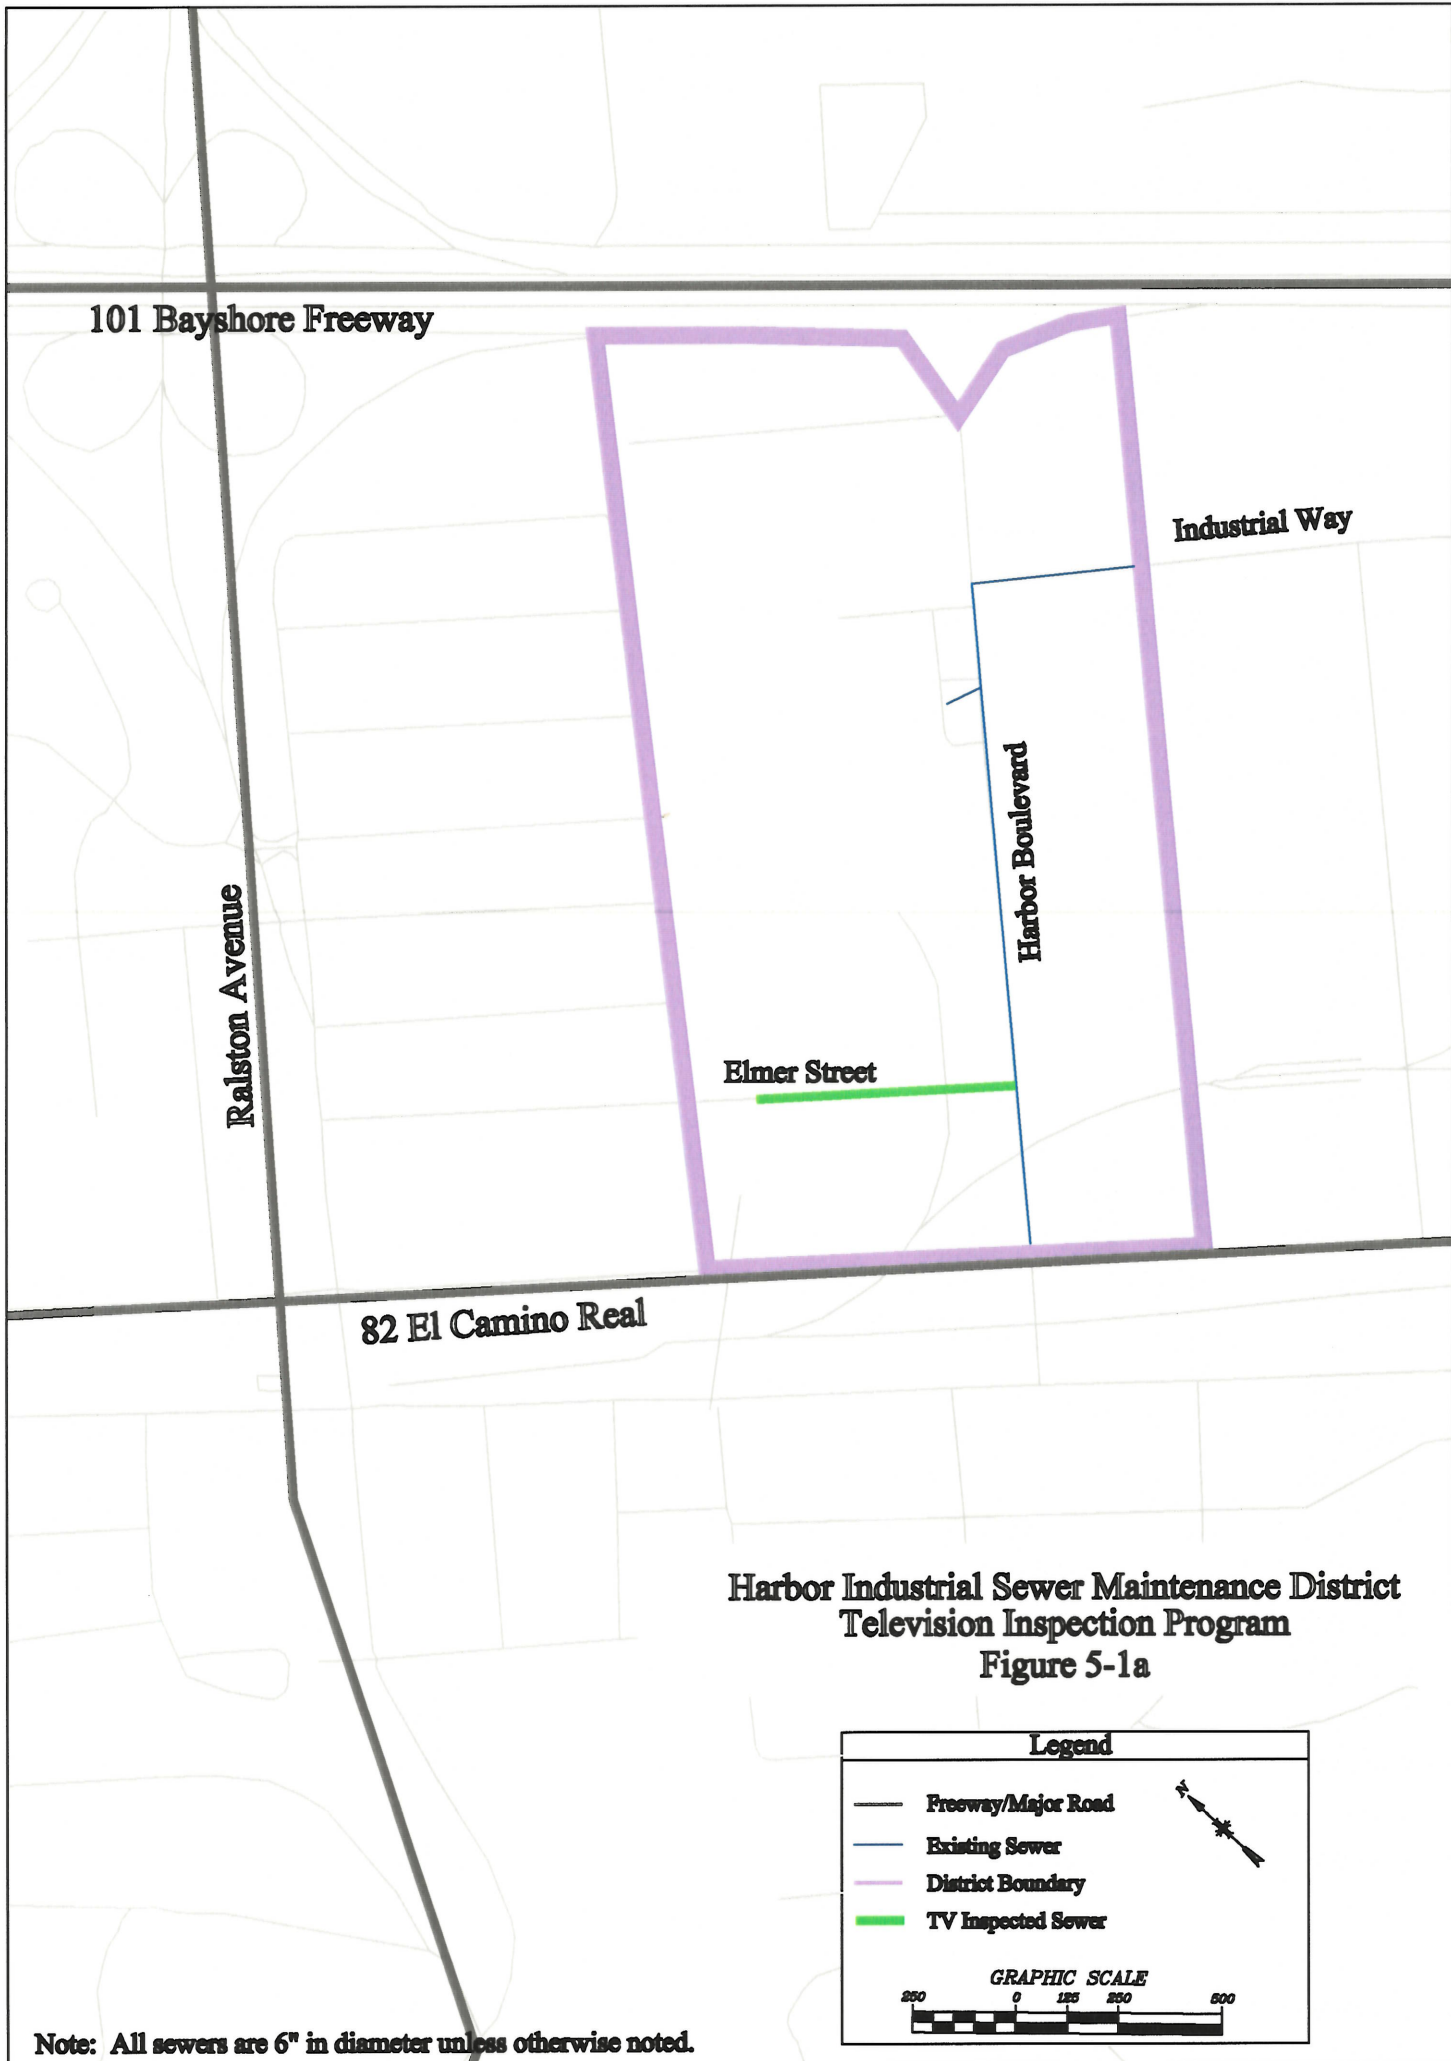 101 Bayshore Freeway
Industrial Way
Harbor Boulevard
Ralston Avenue
Elmer Street
82 El Camino Real
Harbor Industrial Sewer Maintenance District
Television Inspection Program
Figure 5-1a
Legend
Freeway/Major Road
Existing Sewer
District Boundary
TV Inspected Sewer
N
GRAPHIC SCALE
250 0 125 250 500
Note: All sewers are 6" in diameter unless otherwise noted.